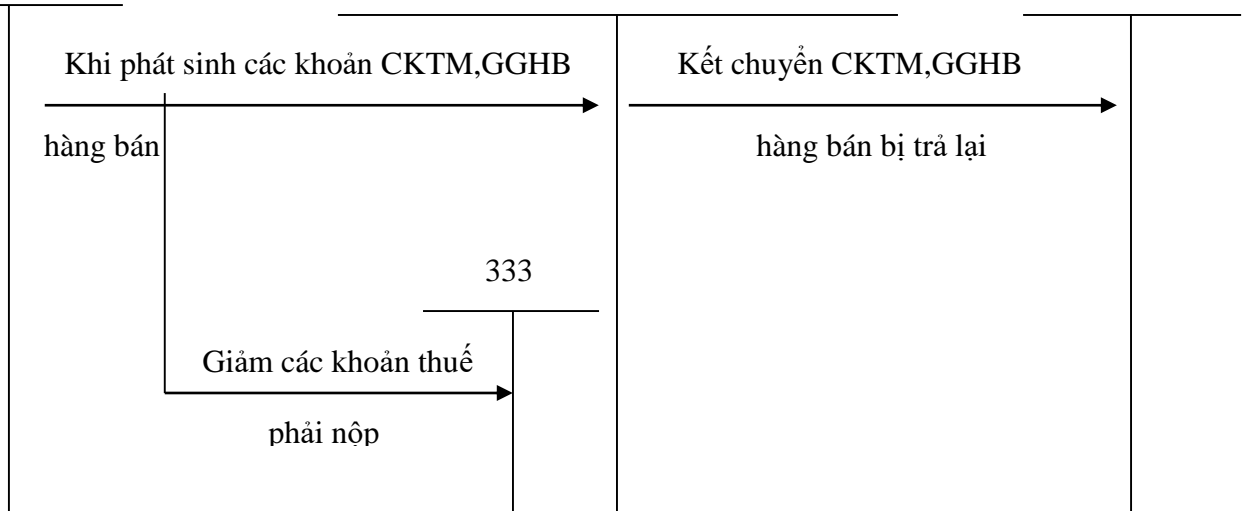 Khi phát sinh các khoản CKTM,GGHB
hàng bán
Kết chuyển CKTM,GGHB
hàng bán bị trả lại
333
Giảm các khoản thuế
phải nộp